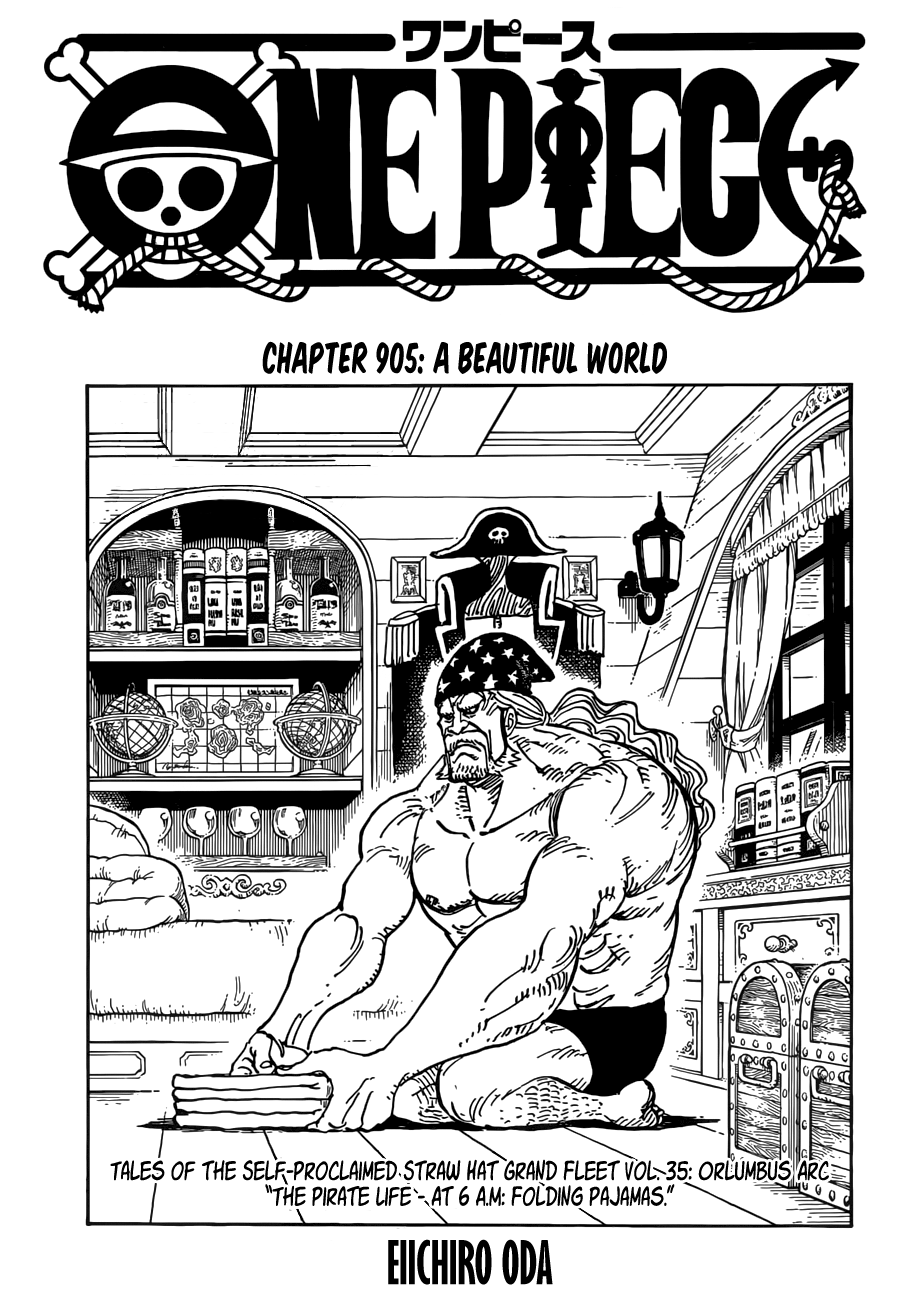 ワンピース
ONE PIECE
CHAPTER 905: A BEAUTIFUL WORLD
TALES OF THE SELF-PROCLAIMED STRAW HAT GRAND FLEET VOL. 35: ORLUMBUS ARC
"THE PIRATE LIFE - AT 6 A.M: FOLDING PAJAMAS."
EIICHIRO ODA